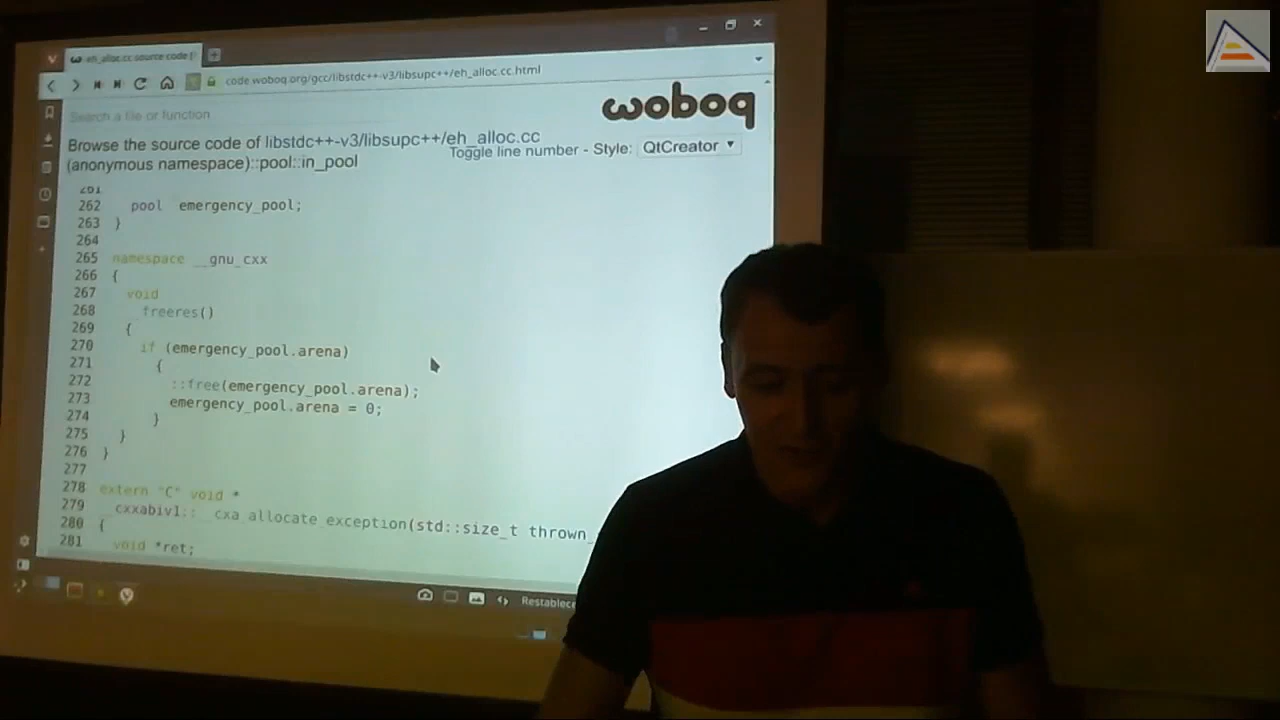 eh_alloc.cc source code [
code.woboq.org/gcc/libstdc++-v3/libsupc++/eh_alloc.cc.html
Search a file or function
woboq
Browse the source code of libstdc++-v3/libsupc++/eh_alloc.cc
Toggle line number - Style: QtCreator
(anonymous namespace)::pool::in_pool
261
262 pool emergency_pool;
263 }
264
265 namespace __gnu_cxx
266 {
267 void
268 __freeres()
269 {
270 if (emergency_pool.arena)
271 {
272 ::free(emergency_pool.arena);
273 emergency_pool.arena = 0;
274 }
275 }
276 }
277
278 extern "C" void *
279 __cxxabiv1::__cxa_allocate_exception(std::size_t thrown_
280 {
281 void *ret;